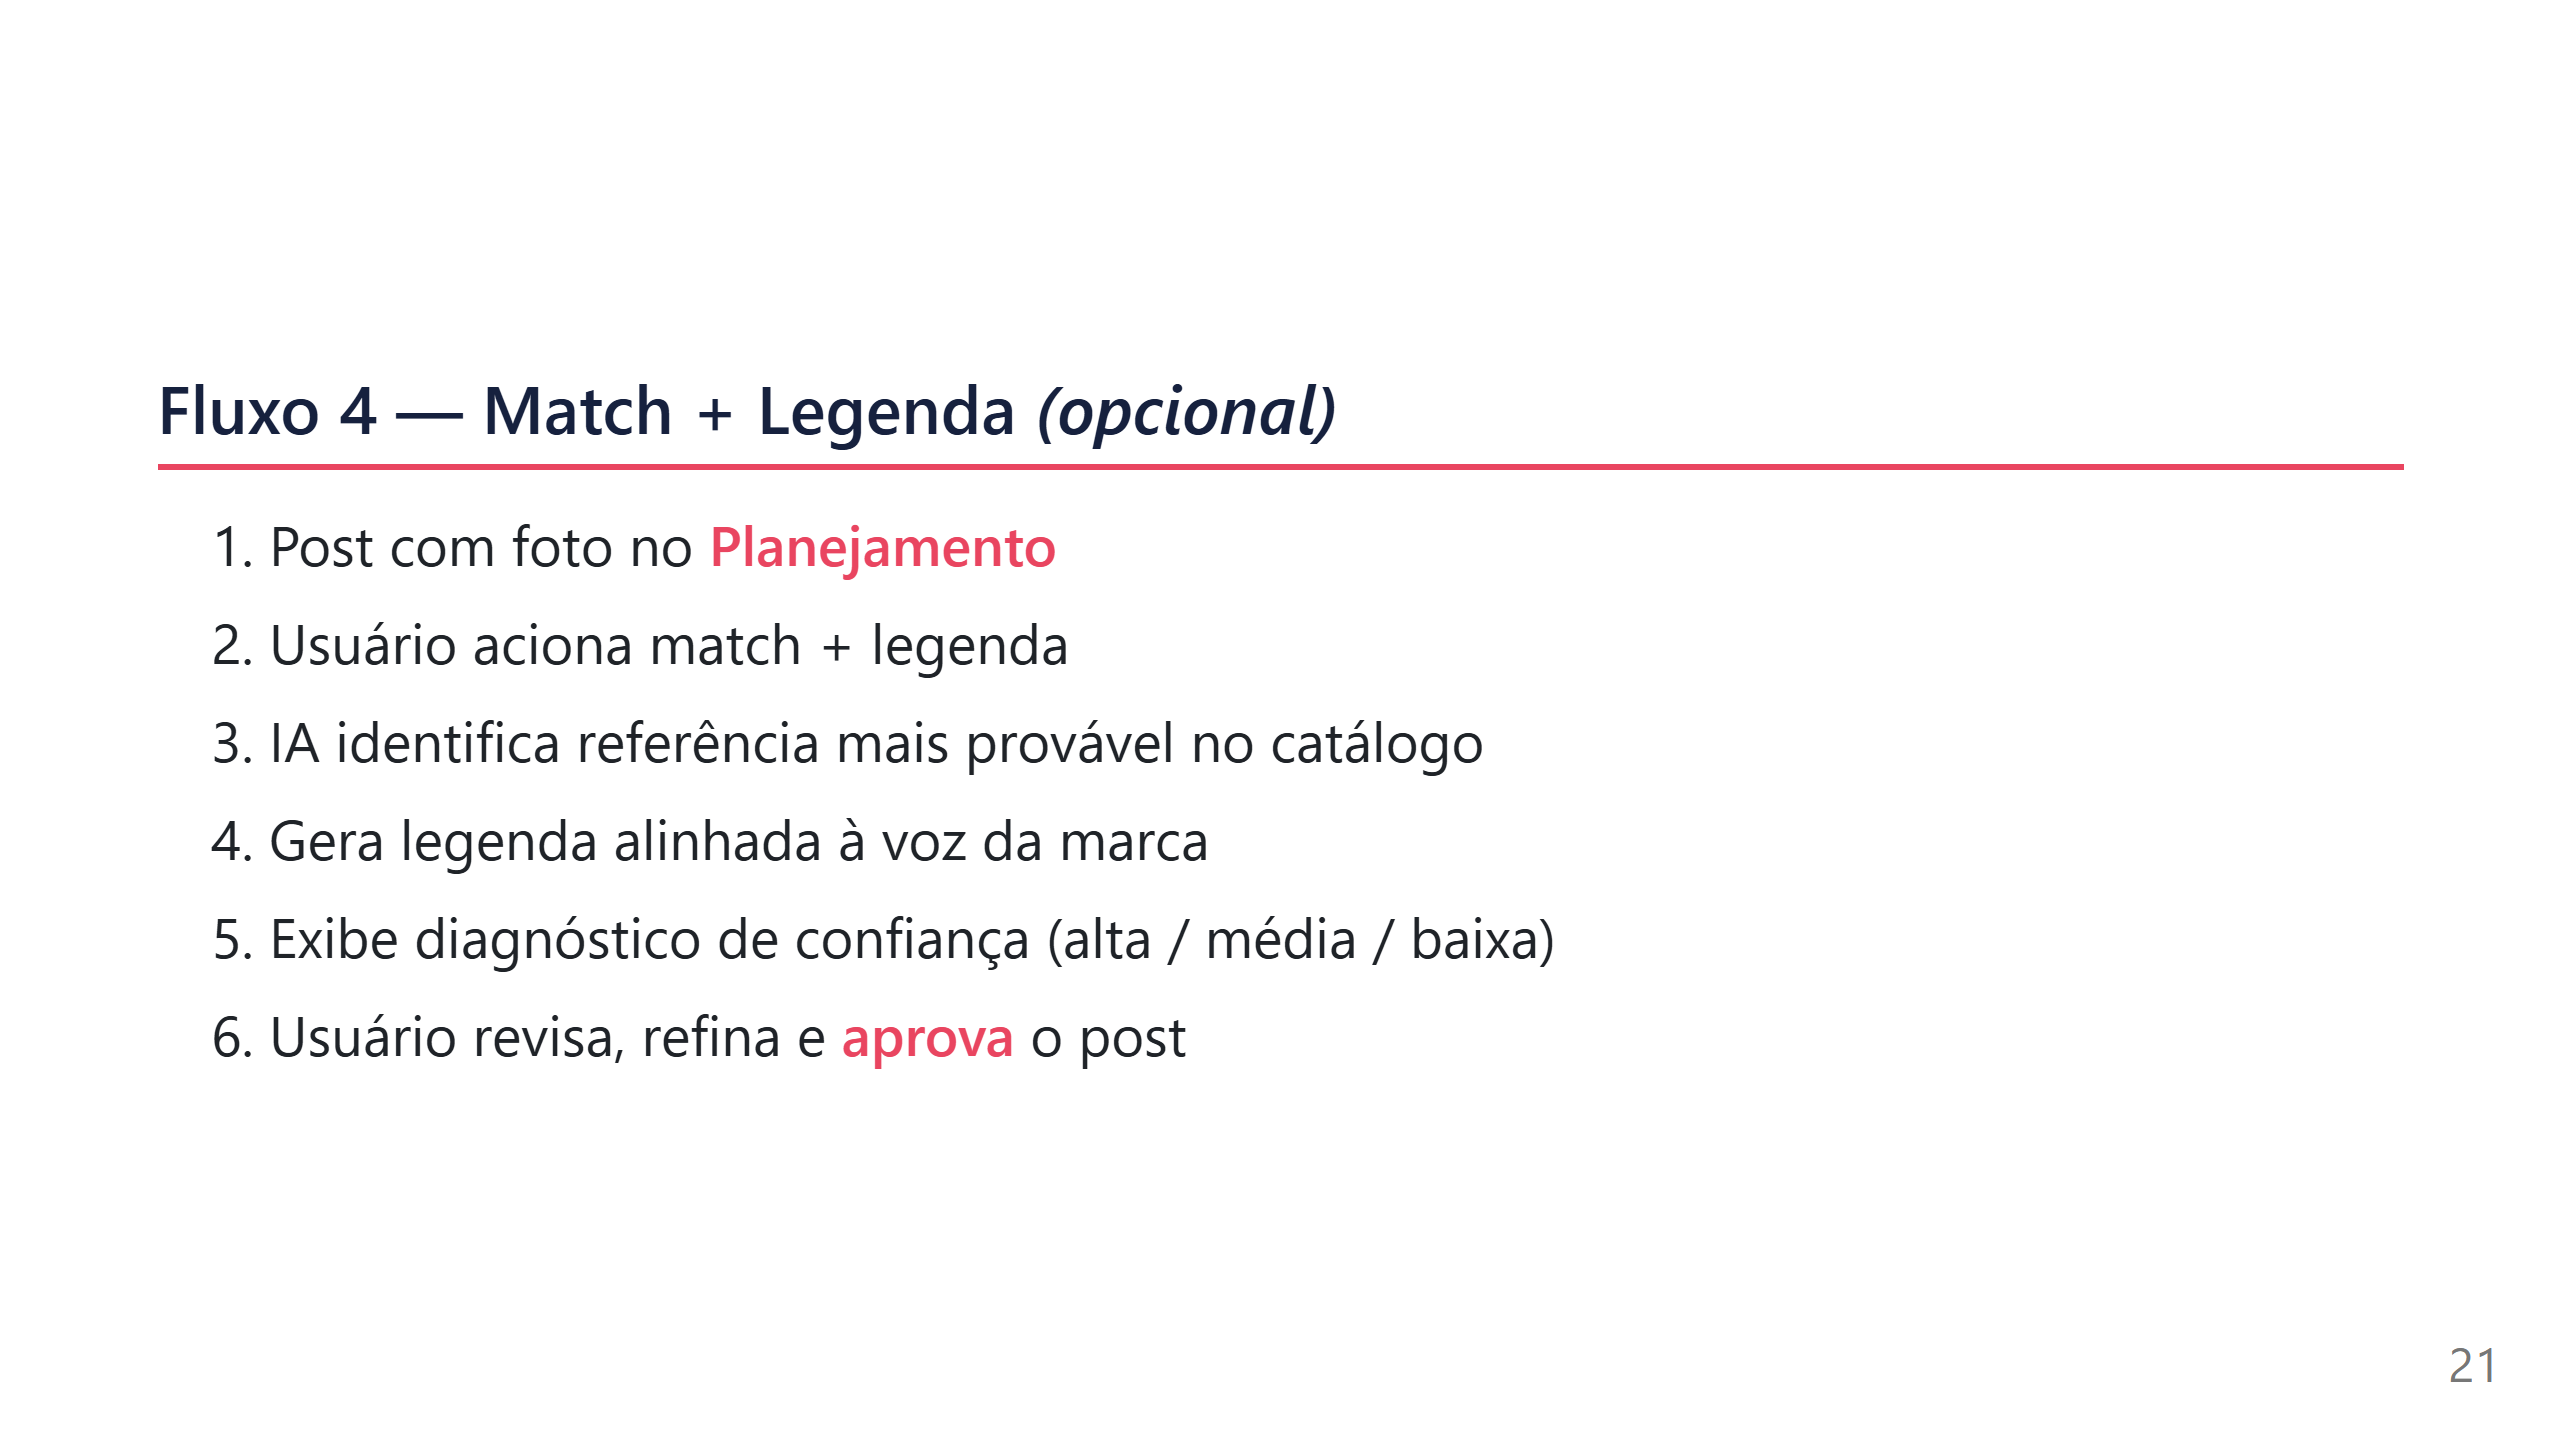 Fluxo 4 — Match + Legenda (opcional)
1. Post com foto no Planejamento
2. Usuário aciona match + legenda
3. IA identifica referência mais provável no catálogo
4. Gera legenda alinhada à voz da marca
5. Exibe diagnóstico de confiança (alta / média / baixa)
6. Usuário revisa, refina e aprova o post
21